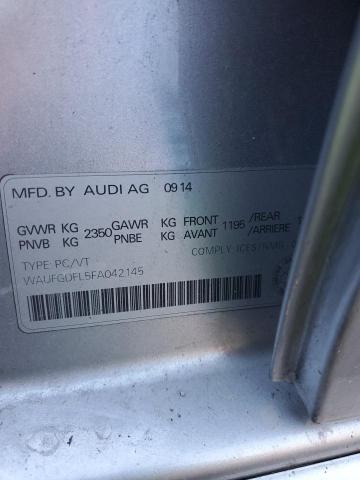 MFD. BY AUDI AG 09 14
GVWR KG 2350 GAWR KG FRONT 1195 /REAR
PNVB KG PNBE KG AVANT /ARRIERE
COMPLY: ICES/NMB
TYPE: PC/VT
WAUFGDFL5FA042145